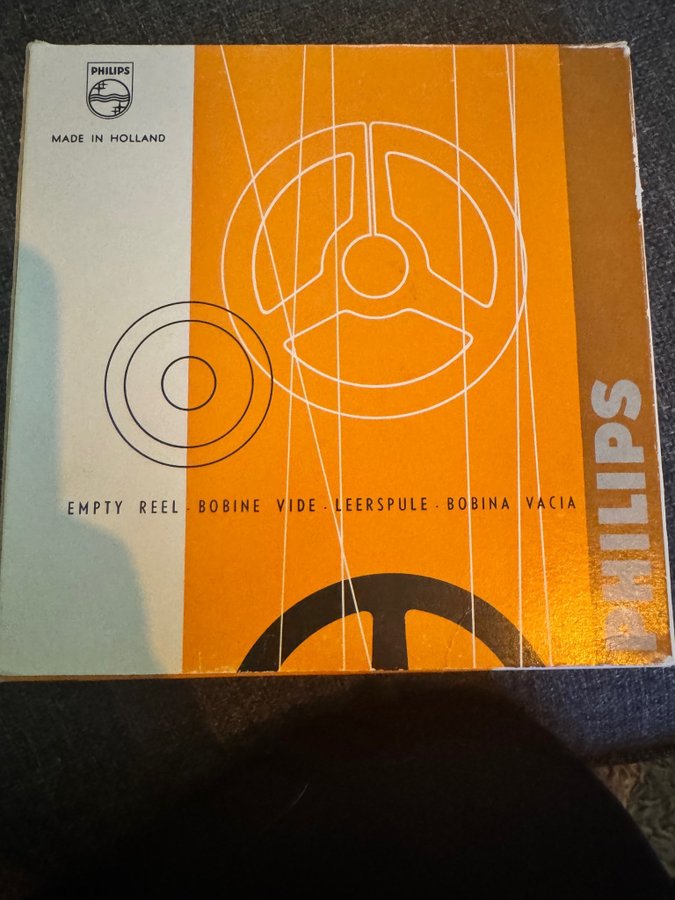 PHILIPS
MADE IN HOLLAND
EMPTY REEL · BOBINE VIDE · LEERSPULE · BOBINA VACIA
PHILIPS